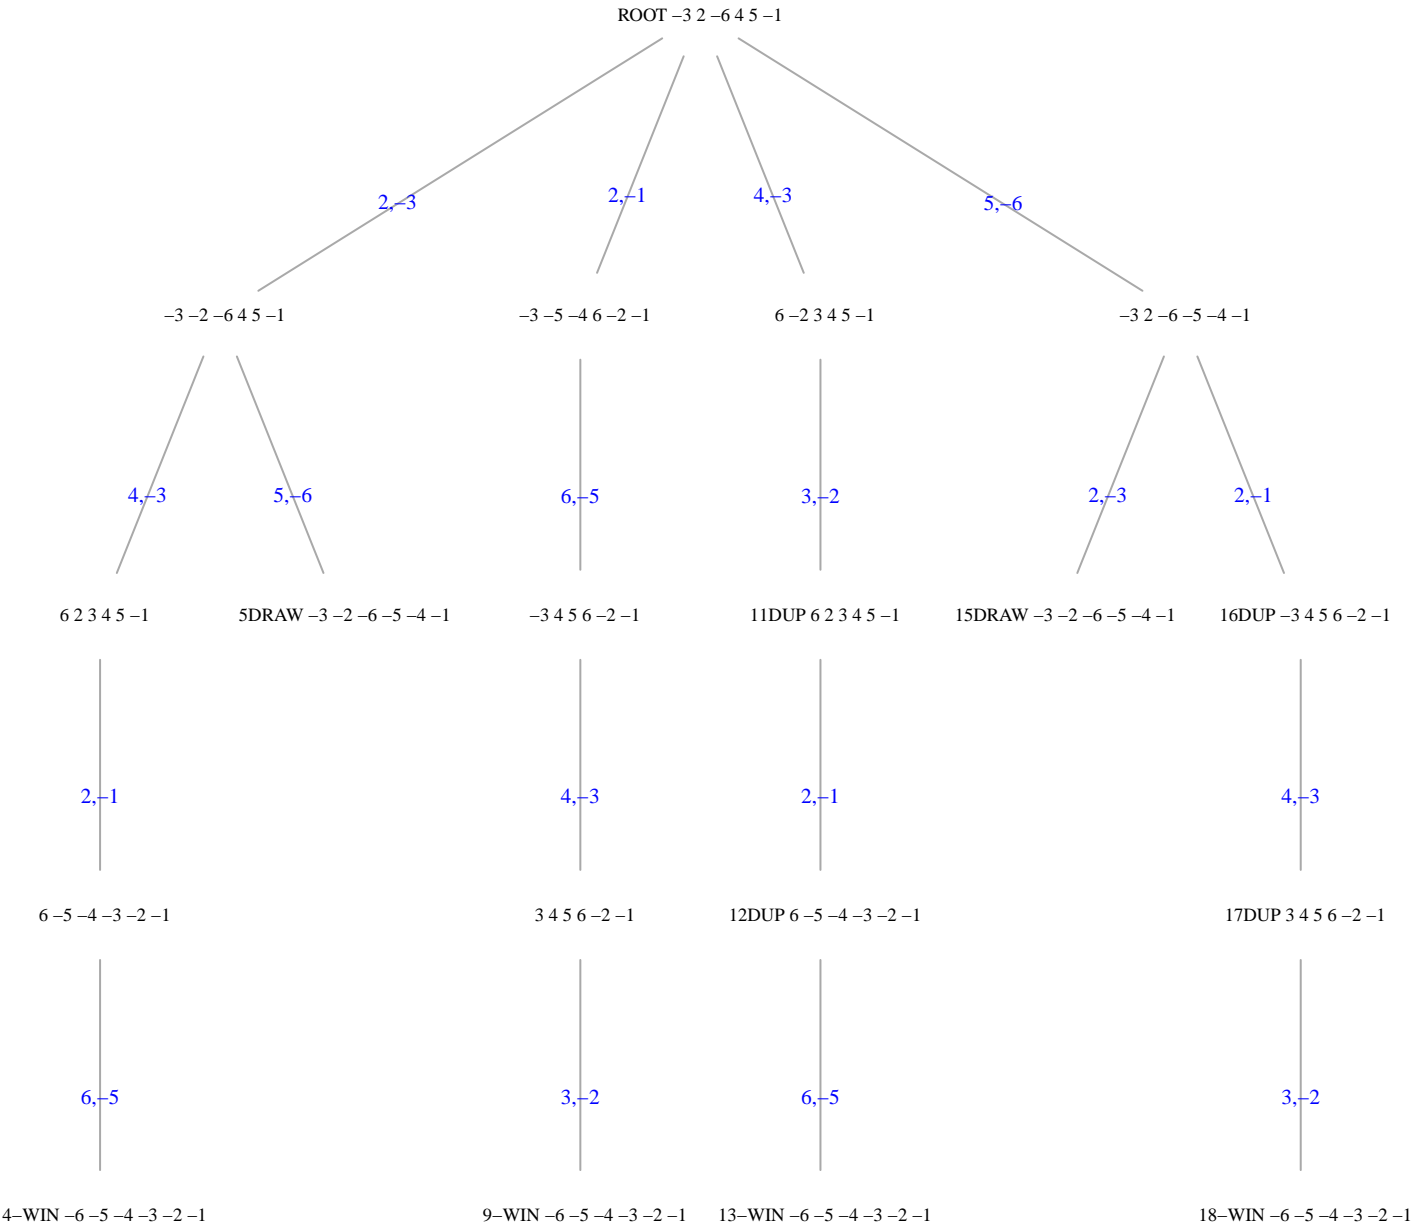 ROOT –3 2 –6 4 5 –1
2,–3
2,–1
4,–3
5,–6
–3 –2 –6 4 5 –1
–3 –5 –4 6 –2 –1
6 –2 3 4 5 –1
–3 2 –6 –5 –4 –1
4,–3
5,–6
6,–5
3,–2
2,–3
2,–1
6 2 3 4 5 –1
5DRAW –3 –2 –6 –5 –4 –1
–3 4 5 6 –2 –1
11DUP 6 2 3 4 5 –1
15DRAW –3 –2 –6 –5 –4 –1
16DUP –3 4 5 6 –2 –1
2,–1
4,–3
2,–1
4,–3
6 –5 –4 –3 –2 –1
3 4 5 6 –2 –1
12DUP 6 –5 –4 –3 –2 –1
17DUP 3 4 5 6 –2 –1
6,–5
3,–2
6,–5
3,–2
4–WIN –6 –5 –4 –3 –2 –1
9–WIN –6 –5 –4 –3 –2 –1
13–WIN –6 –5 –4 –3 –2 –1
18–WIN –6 –5 –4 –3 –2 –1